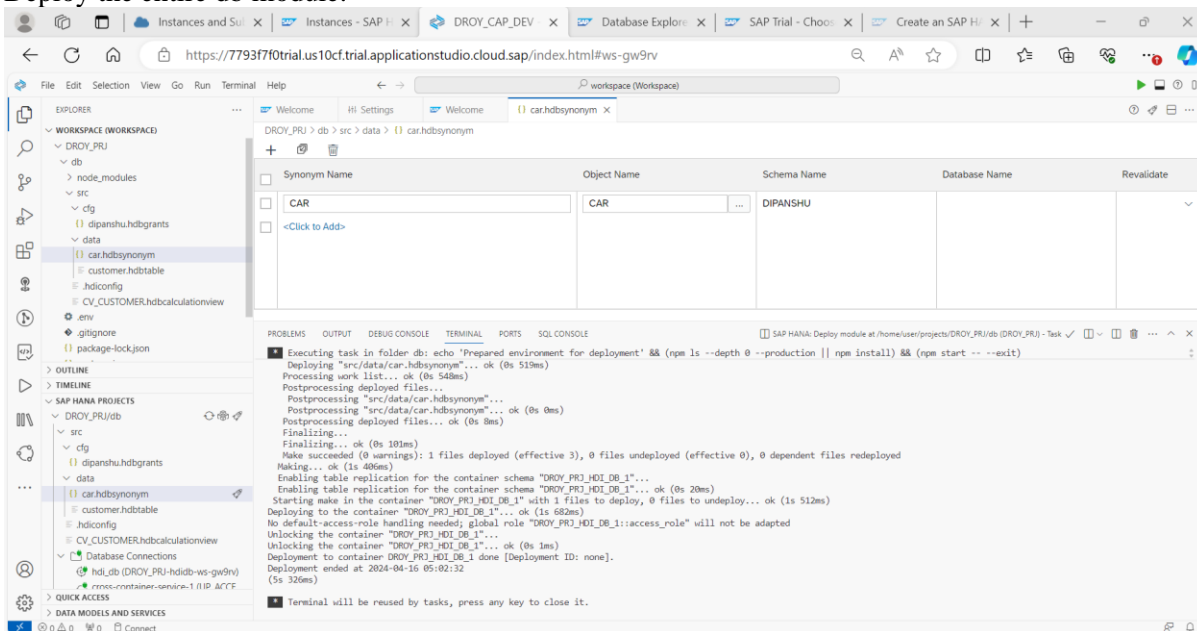 Deploy the entire db module.
Instances and Sub
Instances - SAP H
DROY_CAP_DEV
Database Explore
SAP Trial - Choos
Create an SAP HA
https://7793f7f0trial.us10cf.trial.applicationstudio.cloud.sap/index.html#ws-gw9rv
File Edit Selection View Go Run Terminal Help
workspace (Workspace)
EXPLORER
WORKSPACE (WORKSPACE)
DROY_PRJ
db
node_modules
src
cfg
dipanshu.hdbgrants
data
car.hdbsynonym
customer.hdbtable
.hdiconfig
CV_CUSTOMER.hdbcalculationview
.env
.gitignore
package-lock.json
OUTLINE
TIMELINE
SAP HANA PROJECTS
DROY_PRJ/db
src
cfg
dipanshu.hdbgrants
data
car.hdbsynonym
customer.hdbtable
.hdiconfig
CV_CUSTOMER.hdbcalculationview
Database Connections
hdi_db (DROY_PRJ-hdidb-ws-gw9rv)
cross-container-service-1 (UP_ACCE
QUICK ACCESS
DATA MODELS AND SERVICES
Welcome
Settings
Welcome
{} car.hdbsynonym
DROY_PRJ > db > src > data > {} car.hdbsynonym
Synonym Name Object Name Schema Name Database Name Revalidate
CAR CAR ... DIPANSHU
<Click to Add>
PROBLEMS OUTPUT DEBUG CONSOLE TERMINAL PORTS SQL CONSOLE
SAP HANA: Deploy module at /home/user/projects/DROY_PRJ/db (DROY_PRJ) - Task
* Executing task in folder db: echo 'Prepared environment for deployment' && (npm ls --depth 0 --production || npm install) && (npm start -- --exit)
Deploying "src/data/car.hdbsynonym"... ok (0s 519ms)
Processing work list... ok (0s 548ms)
Postprocessing deployed files...
Postprocessing "src/data/car.hdbsynonym"...
Postprocessing "src/data/car.hdbsynonym"... ok (0s 0ms)
Postprocessing deployed files... ok (0s 8ms)
Finalizing...
Finalizing... ok (0s 101ms)
Make succeeded (0 warnings): 1 files deployed (effective 3), 0 files undeployed (effective 0), 0 dependent files redeployed
Making... ok (1s 406ms)
Enabling table replication for the container schema "DROY_PRJ_HDI_DB_1"...
Enabling table replication for the container schema "DROY_PRJ_HDI_DB_1"... ok (0s 20ms)
Starting make in the container "DROY_PRJ_HDI_DB_1" with 1 files to deploy, 0 files to undeploy... ok (1s 512ms)
Deploying to the container "DROY_PRJ_HDI_DB_1"... ok (1s 682ms)
No default-access-role handling needed; global role "DROY_PRJ_HDI_DB_1::access_role" will not be adapted
Unlocking the container "DROY_PRJ_HDI_DB_1"...
Unlocking the container "DROY_PRJ_HDI_DB_1"... ok (0s 1ms)
Deployment to container DROY_PRJ_HDI_DB_1 done [Deployment ID: none].
Deployment ended at 2024-04-16 05:02:32
(5s 326ms)
* Terminal will be reused by tasks, press any key to close it.
0 0 0 Connect